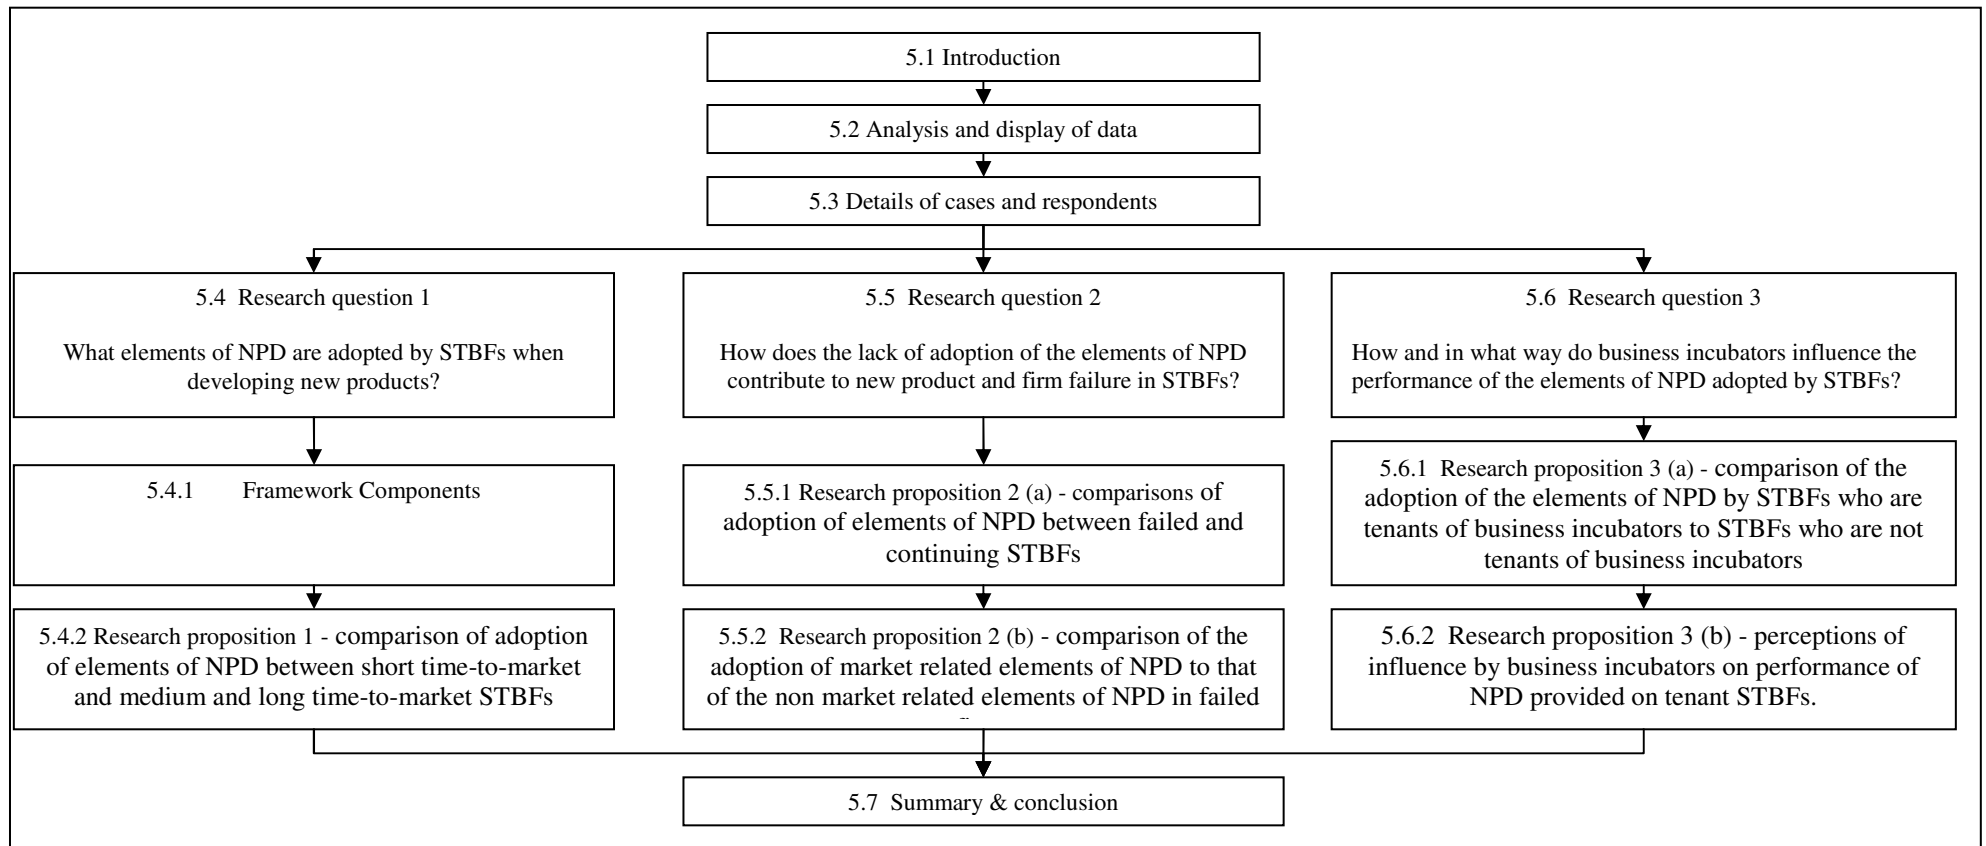 5.1 Introduction
5.2 Analysis and display of data
5.3 Details of cases and respondents
5.4 Research question 1
What elements of NPD are adopted by STBFs when
developing new products?
5.5 Research question 2
How does the lack of adoption of the elements of NPD
contribute to new product and firm failure in STBFs?
5.6 Research question 3
How and in what way do business incubators influence the
performance of the elements of NPD adopted by STBFs?
5.4.1 Framework Components
5.5.1 Research proposition 2 (a) - comparisons of
adoption of elements of NPD between failed and
continuing STBFs
5.6.1 Research proposition 3 (a) - comparison of the
adoption of the elements of NPD by STBFs who are
tenants of business incubators to STBFs who are not
tenants of business incubators
5.4.2 Research proposition 1 - comparison of adoption
of elements of NPD between short time-to-market
and medium and long time-to-market STBFs
5.5.2 Research proposition 2 (b) - comparison of the
adoption of market related elements of NPD to that
of the non market related elements of NPD in failed
5.6.2 Research proposition 3 (b) - perceptions of
influence by business incubators on performance of
NPD provided on tenant STBFs.
5.7 Summary & conclusion